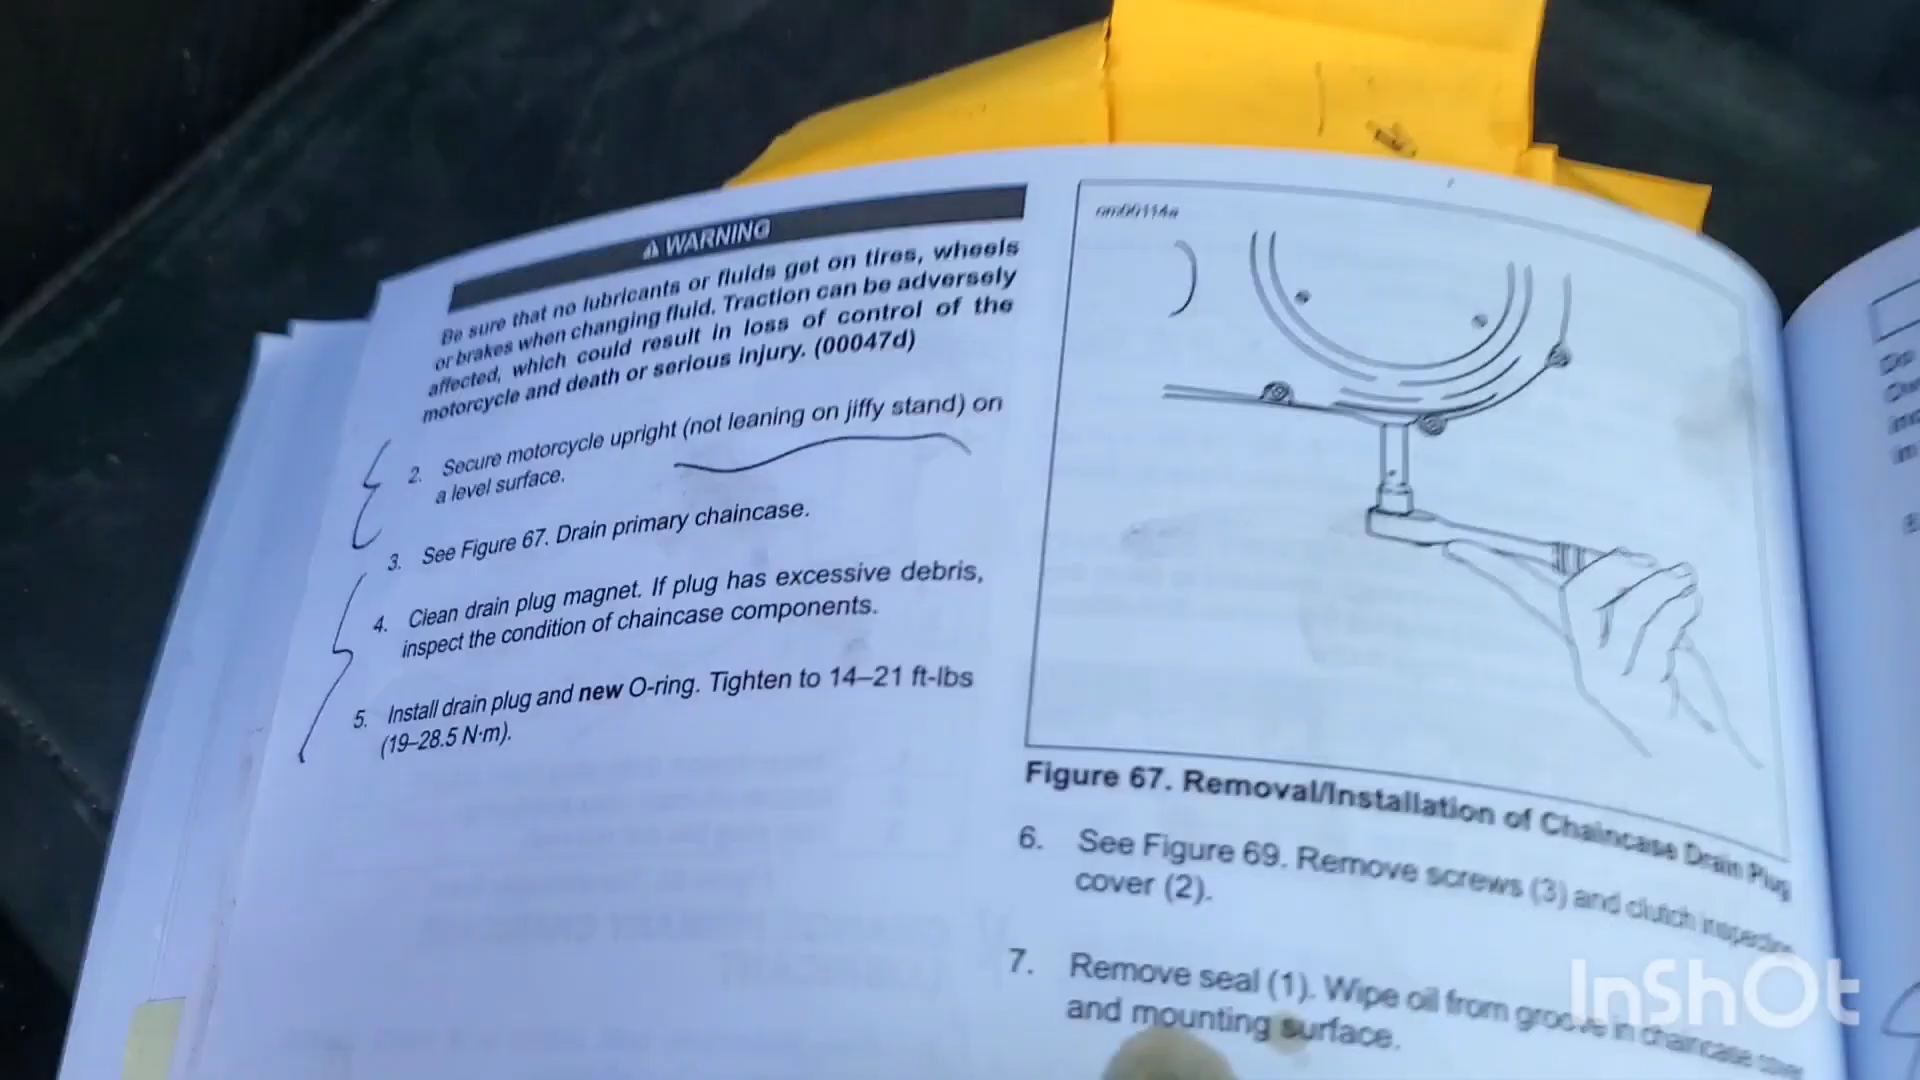 WARNING
Be sure that no lubricants or fluids get on tires, wheels
or brakes when changing fluid. Traction can be adversely
affected, which could result in loss of control of the
motorcycle and death or serious injury. (00047d)
2. Secure motorcycle upright (not leaning on jiffy stand) on
a level surface.
3. See Figure 67. Drain primary chaincase.
4. Clean drain plug magnet. If plug has excessive debris,
inspect the condition of chaincase components.
5. Install drain plug and new O-ring. Tighten to 14–21 ft-lbs
(19–28.5 N·m).
Figure 67. Removal/Installation of Chaincase Drain Plug
6. See Figure 69. Remove screws (3) and clutch inspection
cover (2).
7. Remove seal (1). Wipe oil from groove in chaincase cover
and mounting surface.
InShOt